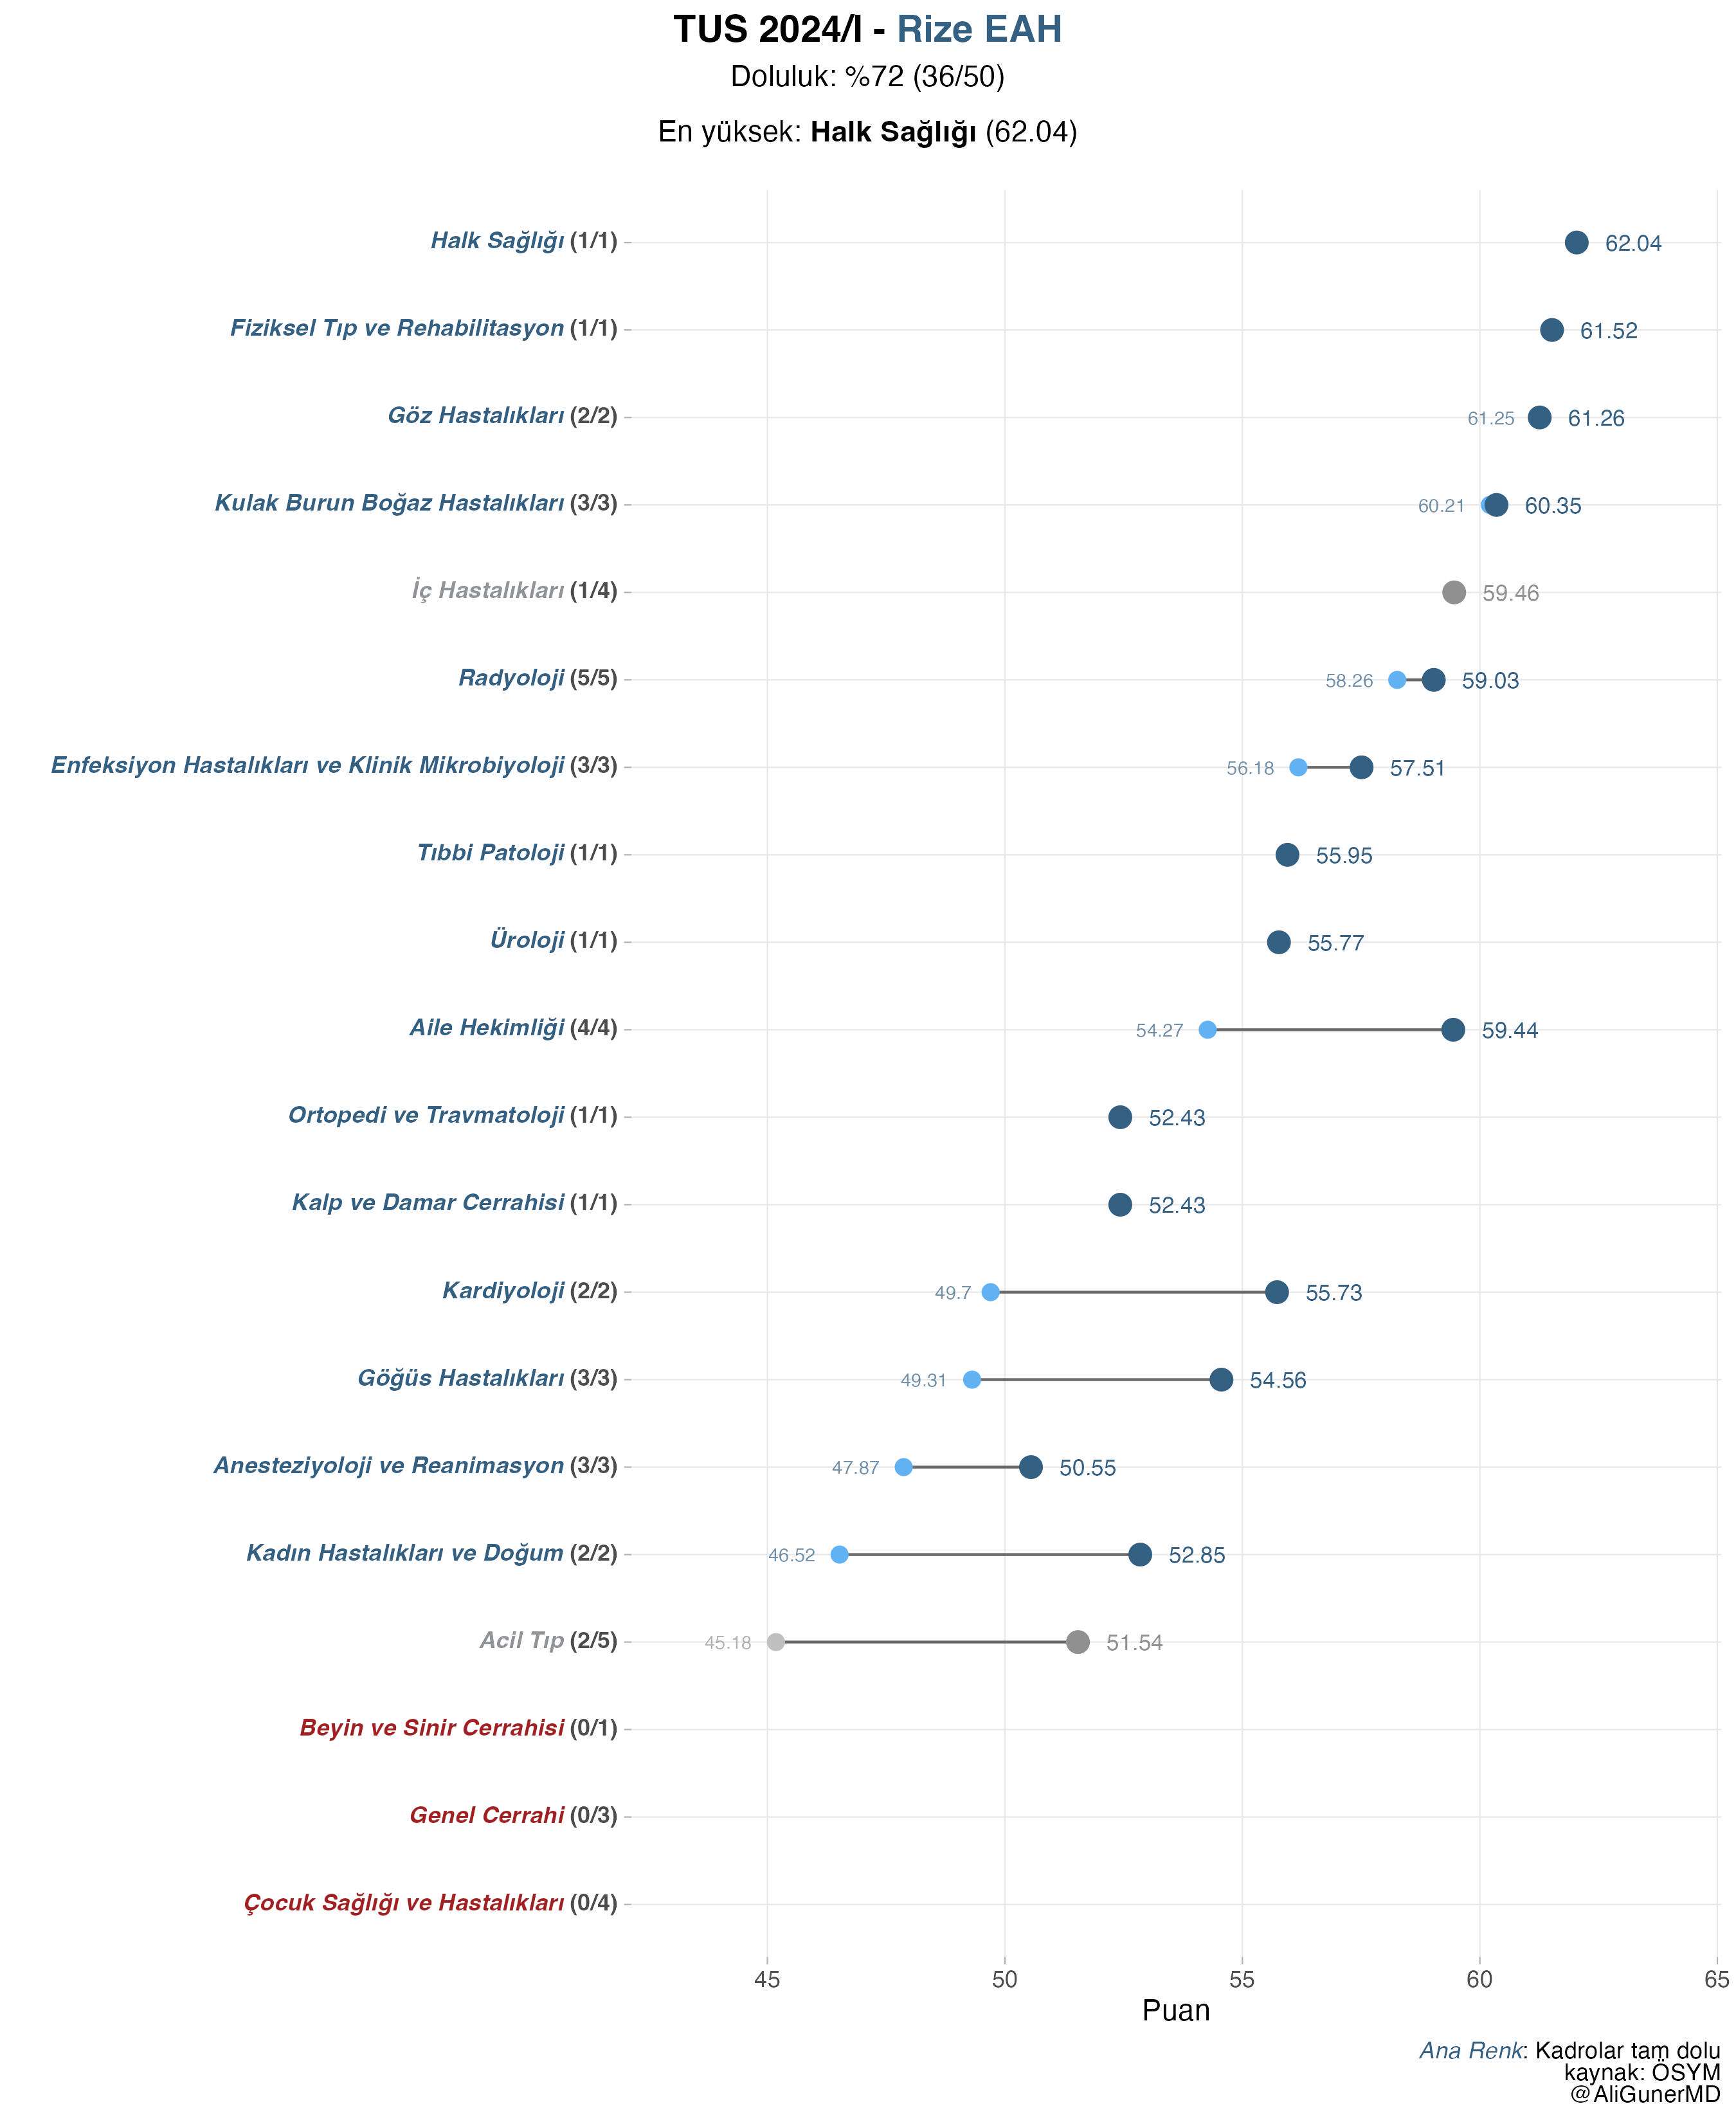 TUS 2024/I - Rize EAH
Doluluk: %72 (36/50)
En yüksek: Halk Sağlığı (62.04)
Halk Sağlığı (1/1) 62.04
Fiziksel Tıp ve Rehabilitasyon (1/1) 61.52
Göz Hastalıkları (2/2) 61.25 61.26
Kulak Burun Boğaz Hastalıkları (3/3) 60.21 60.35
İç Hastalıkları (1/4) 59.46
Radyoloji (5/5) 58.26 59.03
Enfeksiyon Hastalıkları ve Klinik Mikrobiyoloji (3/3) 56.18 57.51
Tıbbi Patoloji (1/1) 55.95
Üroloji (1/1) 55.77
Aile Hekimliği (4/4) 54.27 59.44
Ortopedi ve Travmatoloji (1/1) 52.43
Kalp ve Damar Cerrahisi (1/1) 52.43
Kardiyoloji (2/2) 49.7 55.73
Göğüs Hastalıkları (3/3) 49.31 54.56
Anesteziyoloji ve Reanimasyon (3/3) 47.87 50.55
Kadın Hastalıkları ve Doğum (2/2) 46.52 52.85
Acil Tıp (2/5) 45.18 51.54
Beyin ve Sinir Cerrahisi (0/1)
Genel Cerrahi (0/3)
Çocuk Sağlığı ve Hastalıkları (0/4)
45 50 55 60 65
Puan
Ana Renk: Kadrolar tam dolu
kaynak: ÖSYM
@AliGunerMD